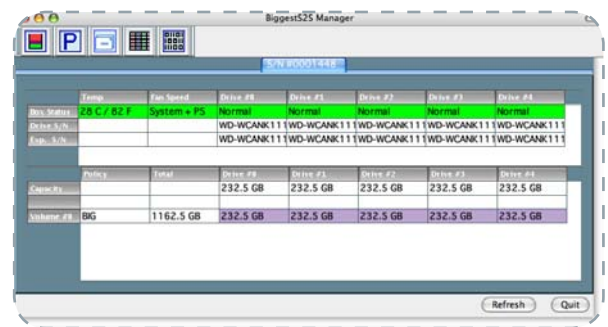 BiggestS2S Manager
P
S/N #0001448
Temp Fan Speed Drive #0 Drive #1 Drive #2 Drive #3 Drive #4
Box Status 28 C / 82 F System + PS Normal Normal Normal Normal Normal
Drive S/N WD-WCANK111 WD-WCANK111 WD-WCANK111 WD-WCANK111 WD-WCANK111
Exp. S/N WD-WCANK111 WD-WCANK111 WD-WCANK111 WD-WCANK111 WD-WCANK111
Policy Total Drive #0 Drive #1 Drive #2 Drive #3 Drive #4
Capacity 232.5 GB 232.5 GB 232.5 GB 232.5 GB 232.5 GB
Volume #0 BIG 1162.5 GB 232.5 GB 232.5 GB 232.5 GB 232.5 GB 232.5 GB
Refresh Quit